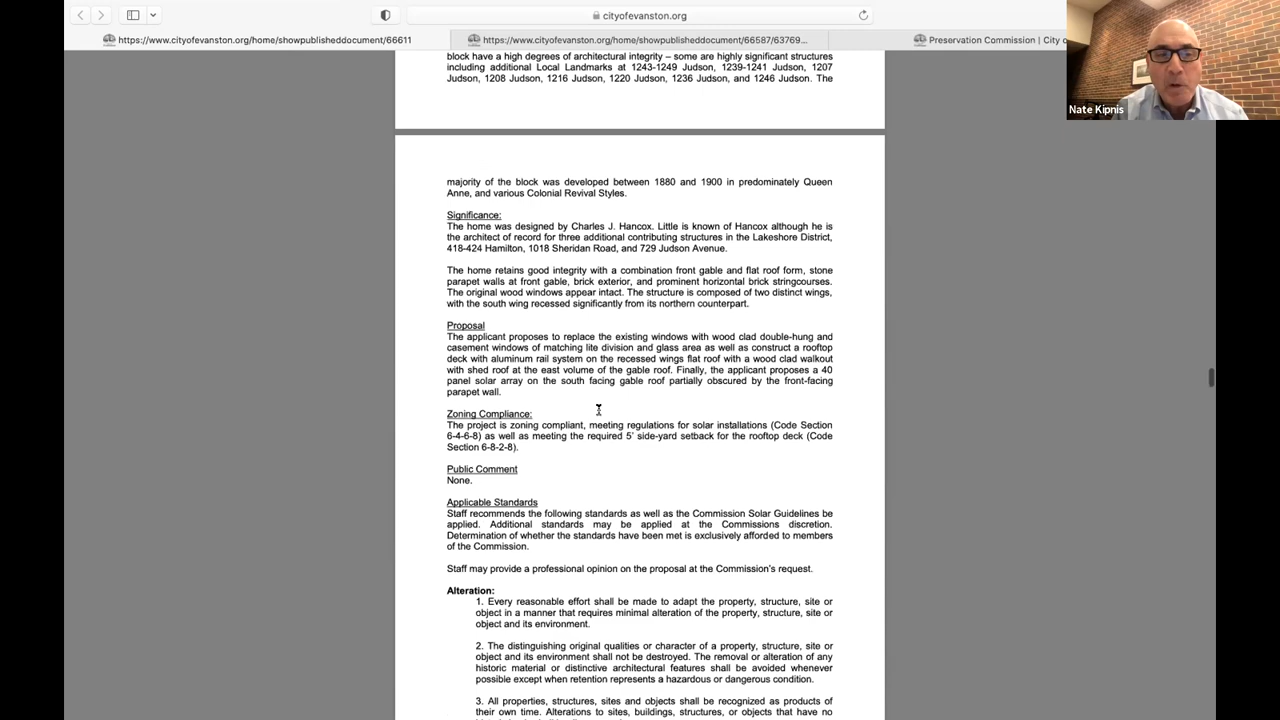 cityofevanston.org
https://www.cityofevanston.org/home/showpublisheddocument/66611
https://www.cityofevanston.org/home/showpublisheddocument/66587/63769...
Preservation Commission | City o
Nate Kipnis
block have a high degrees of architectural integrity – some are highly significant structures
including additional Local Landmarks at 1243-1249 Judson, 1239-1241 Judson, 1207
Judson, 1208 Judson, 1216 Judson, 1220 Judson, 1236 Judson, and 1246 Judson. The
majority of the block was developed between 1880 and 1900 in predominately Queen
Anne, and various Colonial Revival Styles.
Significance:
The home was designed by Charles J. Hancox. Little is known of Hancox although he is
the architect of record for three additional contributing structures in the Lakeshore District,
418-424 Hamilton, 1018 Sheridan Road, and 729 Judson Avenue.
The home retains good integrity with a combination front gable and flat roof form, stone
parapet walls at front gable, brick exterior, and prominent horizontal brick stringcourses.
The original wood windows appear intact. The structure is composed of two distinct wings,
with the south wing recessed significantly from its northern counterpart.
Proposal
The applicant proposes to replace the existing windows with wood clad double-hung and
casement windows of matching lite division and glass area as well as construct a rooftop
deck with aluminum rail system on the recessed wings flat roof with a wood clad walkout
with shed roof at the east volume of the gable roof. Finally, the applicant proposes a 40
panel solar array on the south facing gable roof partially obscured by the front-facing
parapet wall.
Zoning Compliance:
The project is zoning compliant, meeting regulations for solar installations (Code Section
6-4-6-8) as well as meeting the required 5' side-yard setback for the rooftop deck (Code
Section 6-8-2-8).
Public Comment
None.
Applicable Standards
Staff recommends the following standards as well as the Commission Solar Guidelines be
applied. Additional standards may be applied at the Commissions discretion.
Determination of whether the standards have been met is exclusively afforded to members
of the Commission.
Staff may provide a professional opinion on the proposal at the Commission's request.
Alteration:
1. Every reasonable effort shall be made to adapt the property, structure, site or
object in a manner that requires minimal alteration of the property, structure, site or
object and its environment.
2. The distinguishing original qualities or character of a property, structure, site or
object and its environment shall not be destroyed. The removal or alteration of any
historic material or distinctive architectural features shall be avoided whenever
possible except when retention represents a hazardous or dangerous condition.
3. All properties, structures, sites and objects shall be recognized as products of
their own time. Alterations to sites, buildings, structures, or objects that have no